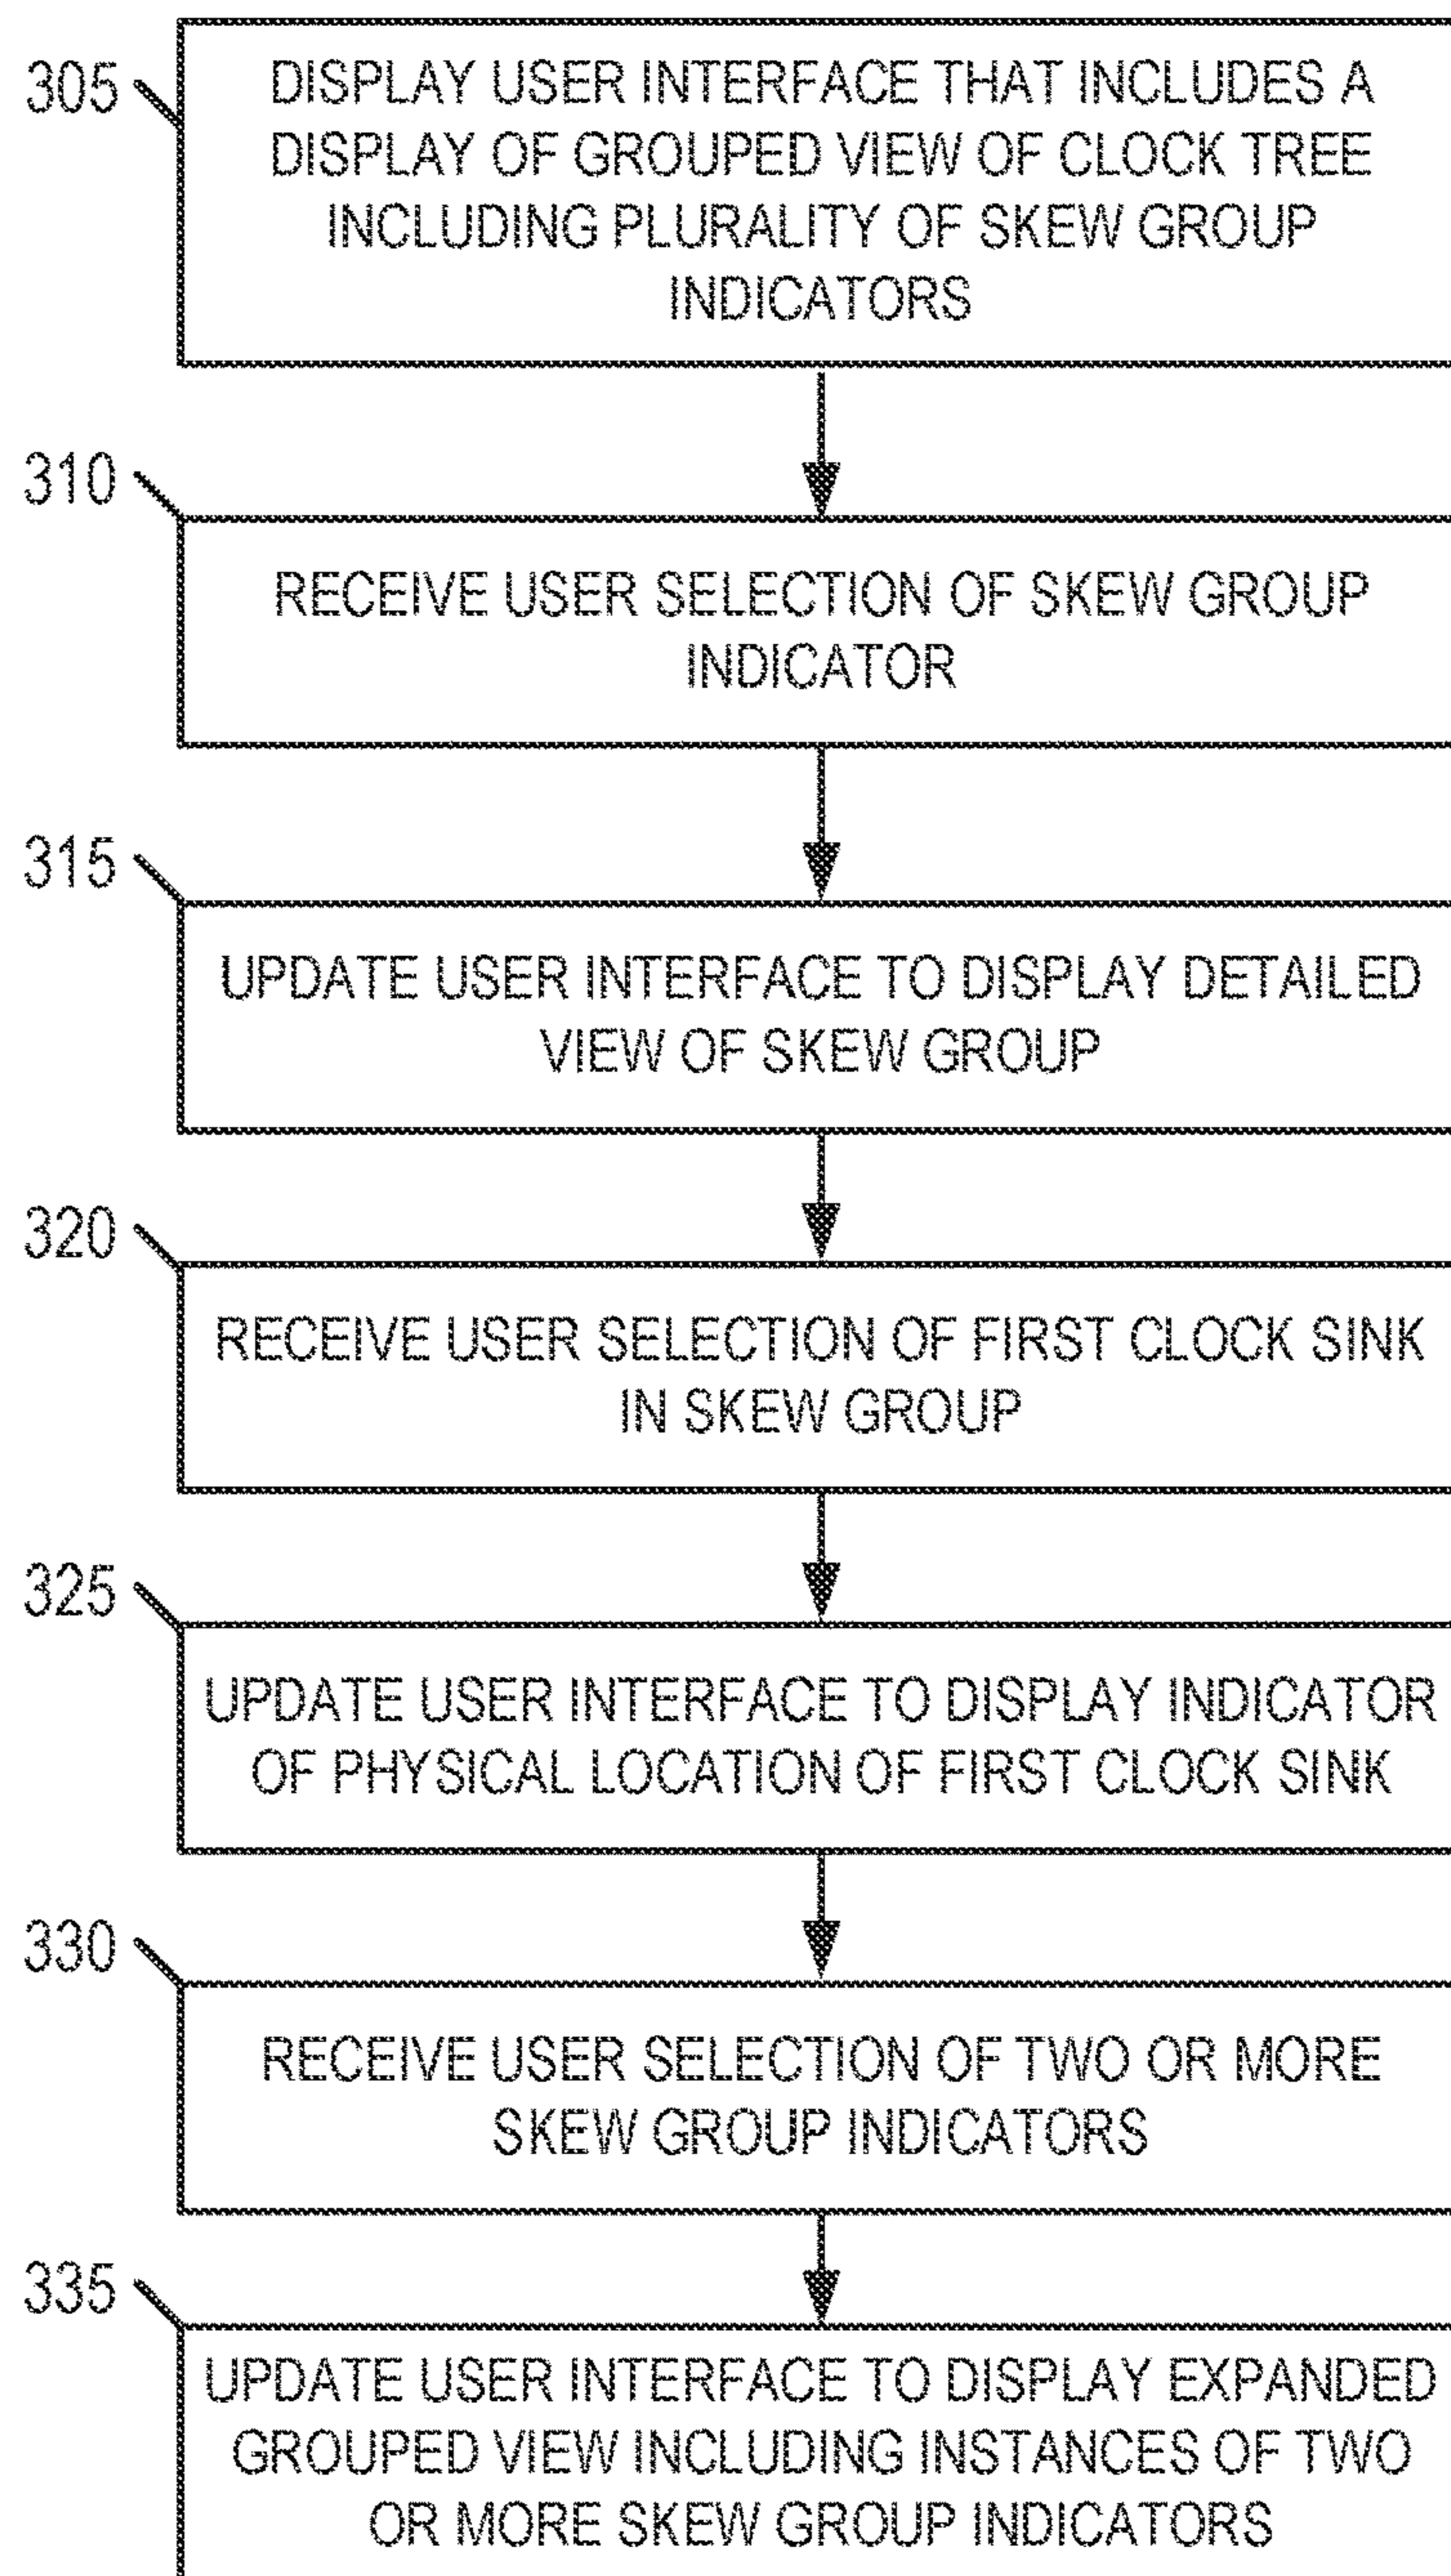 305
DISPLAY USER INTERFACE THAT INCLUDES A
DISPLAY OF GROUPED VIEW OF CLOCK TREE
INCLUDING PLURALITY OF SKEW GROUP
INDICATORS
310
RECEIVE USER SELECTION OF SKEW GROUP
INDICATOR
315
UPDATE USER INTERFACE TO DISPLAY DETAILED
VIEW OF SKEW GROUP
320
RECEIVE USER SELECTION OF FIRST CLOCK SINK
IN SKEW GROUP
325
UPDATE USER INTERFACE TO DISPLAY INDICATOR
OF PHYSICAL LOCATION OF FIRST CLOCK SINK
330
RECEIVE USER SELECTION OF TWO OR MORE
SKEW GROUP INDICATORS
335
UPDATE USER INTERFACE TO DISPLAY EXPANDED
GROUPED VIEW INCLUDING INSTANCES OF TWO
OR MORE SKEW GROUP INDICATORS